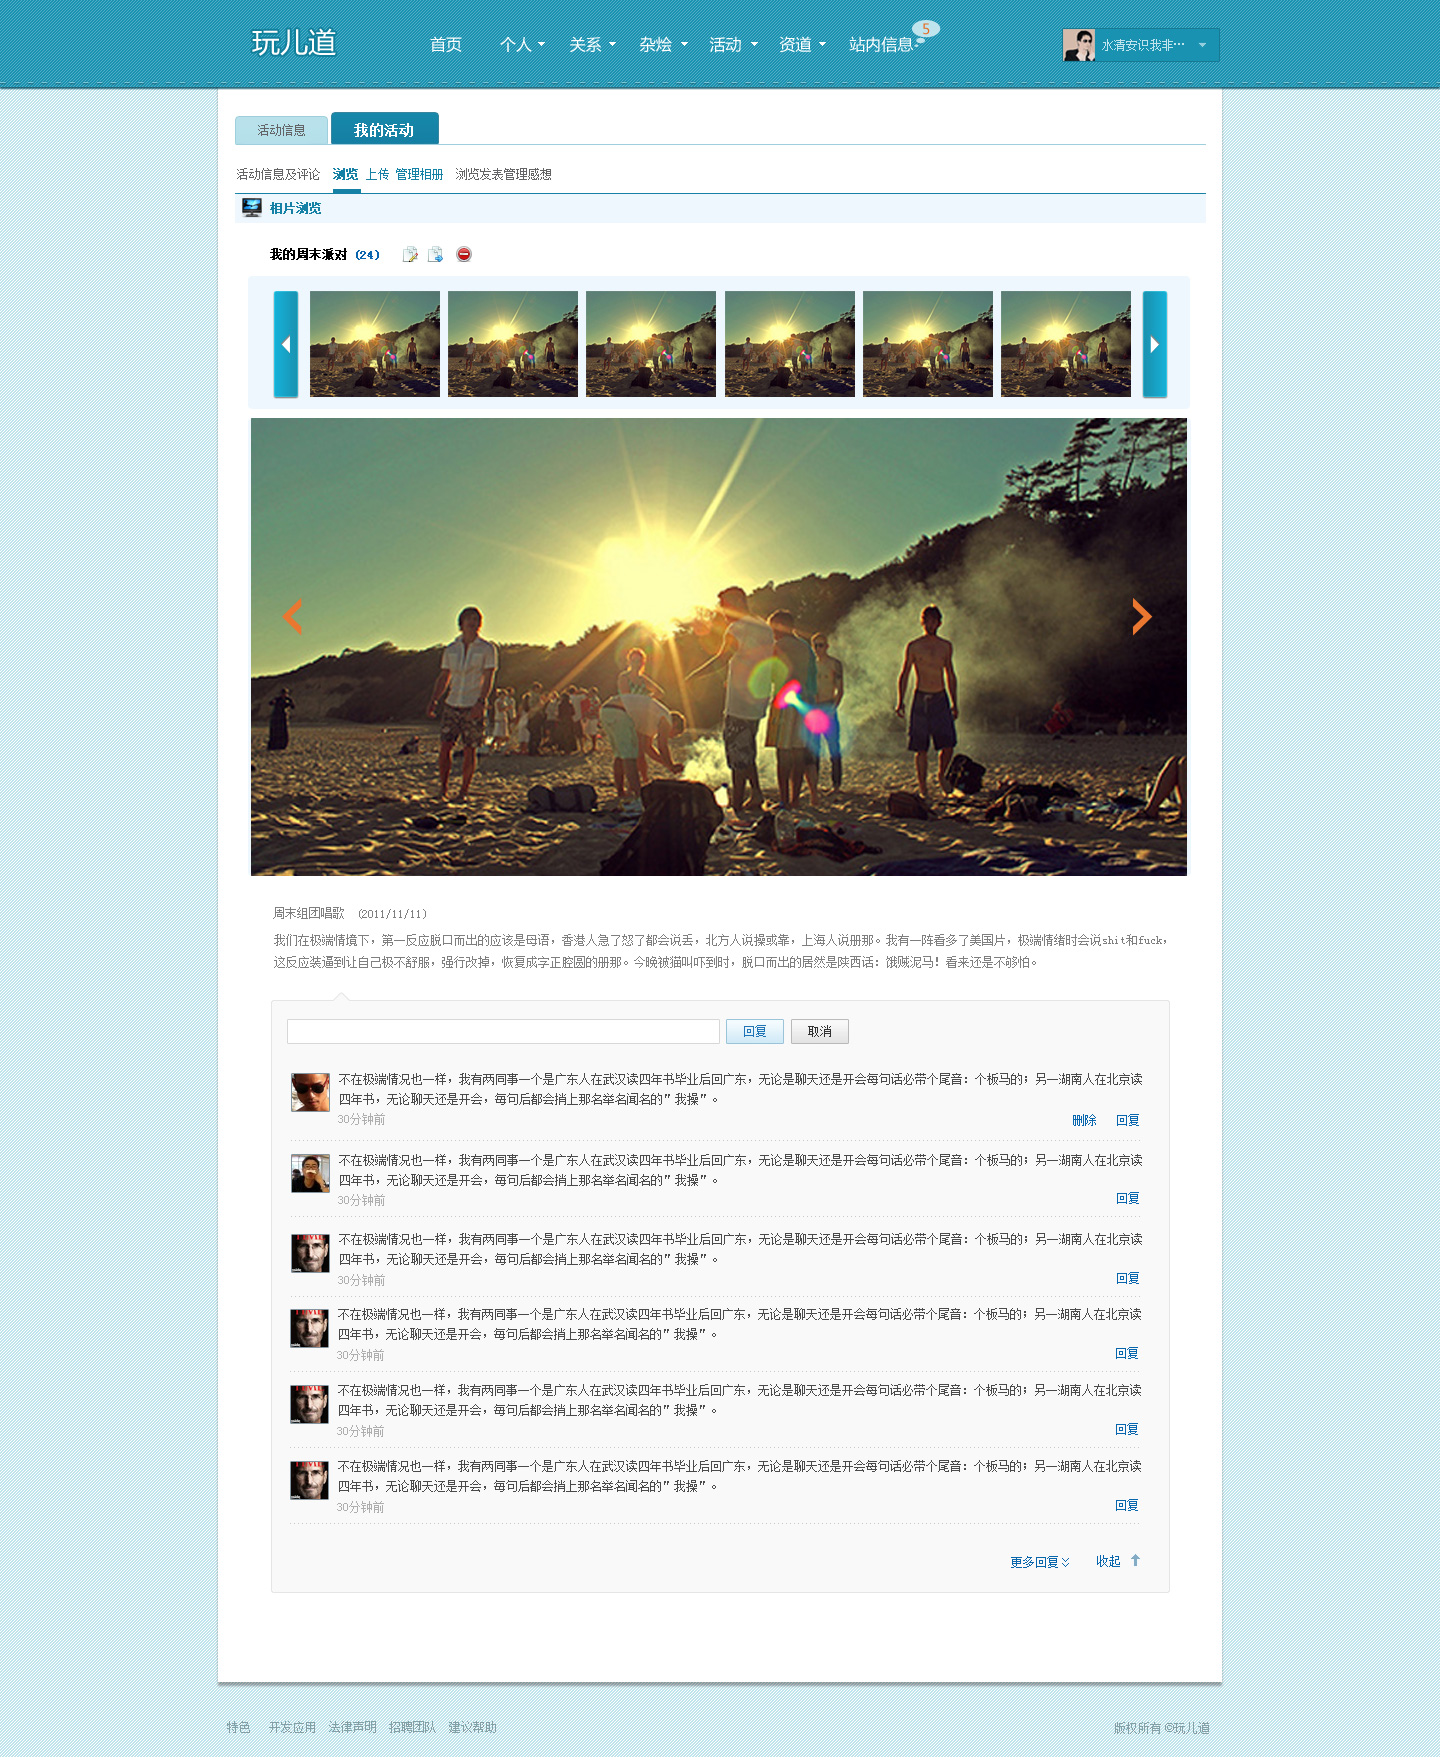 玩儿道
首页 个人 关系 杂烩 活动 资道 站内信息 5
水清安识我非…
活动信息 我的活动
活动信息及评论 浏览 上传 管理相册 浏览发表管理感想
相片浏览
我的周末派对 (24)
周末组团唱歌 (2011/11/11)
我们在极端情境下，第一反应脱口而出的应该是母语，香港人急了怒了都会说丢，北方人说操或靠，上海人说册那。我有一阵看多了美国片，极端情绪时会说shit和fuck，
这反应装逼到让自己极不舒服，强行改掉，恢复成字正腔圆的册那。今晚被猫叫吓到时，脱口而出的居然是陕西话：饿贼泥马！看来还是不够怕。
回复 取消
不在极端情况也一样，我有两同事一个是广东人在武汉读四年书毕业后回广东，无论是聊天还是开会每句话必带个尾音：个板马的；另一湖南人在北京读
四年书，无论聊天还是开会，每句后都会捎上那名举名闻名的"我操"。
30分钟前
删除 回复
不在极端情况也一样，我有两同事一个是广东人在武汉读四年书毕业后回广东，无论是聊天还是开会每句话必带个尾音：个板马的；另一湖南人在北京读
四年书，无论聊天还是开会，每句后都会捎上那名举名闻名的"我操"。
30分钟前
回复
不在极端情况也一样，我有两同事一个是广东人在武汉读四年书毕业后回广东，无论是聊天还是开会每句话必带个尾音：个板马的；另一湖南人在北京读
四年书，无论聊天还是开会，每句后都会捎上那名举名闻名的"我操"。
30分钟前
回复
不在极端情况也一样，我有两同事一个是广东人在武汉读四年书毕业后回广东，无论是聊天还是开会每句话必带个尾音：个板马的；另一湖南人在北京读
四年书，无论聊天还是开会，每句后都会捎上那名举名闻名的"我操"。
30分钟前
回复
不在极端情况也一样，我有两同事一个是广东人在武汉读四年书毕业后回广东，无论是聊天还是开会每句话必带个尾音：个板马的；另一湖南人在北京读
四年书，无论聊天还是开会，每句后都会捎上那名举名闻名的"我操"。
30分钟前
回复
不在极端情况也一样，我有两同事一个是广东人在武汉读四年书毕业后回广东，无论是聊天还是开会每句话必带个尾音：个板马的；另一湖南人在北京读
四年书，无论聊天还是开会，每句后都会捎上那名举名闻名的"我操"。
30分钟前
回复
更多回复 收起
特色 开发应用 法律声明 招聘团队 建议帮助
版权所有 ©玩儿道